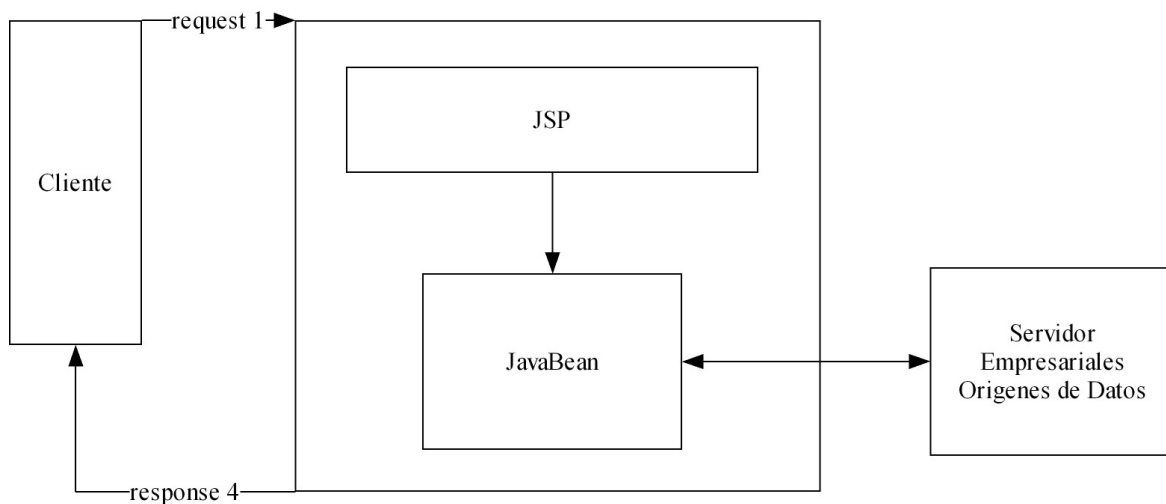 request 1
JSP
Cliente
JavaBean
Servidor
Empresariales
Origenes de Datos
response 4